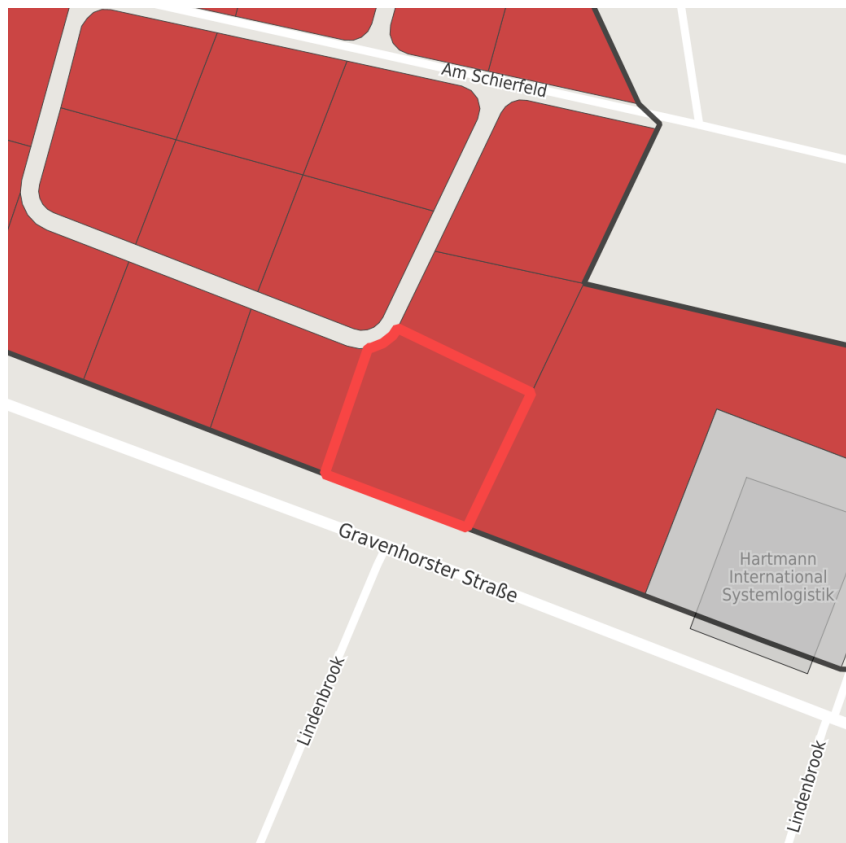 Am Schierfeld
Gravenhorster Straße
Hartmann
International
Systemlogistik
Lindenbrook
Lindenbrook